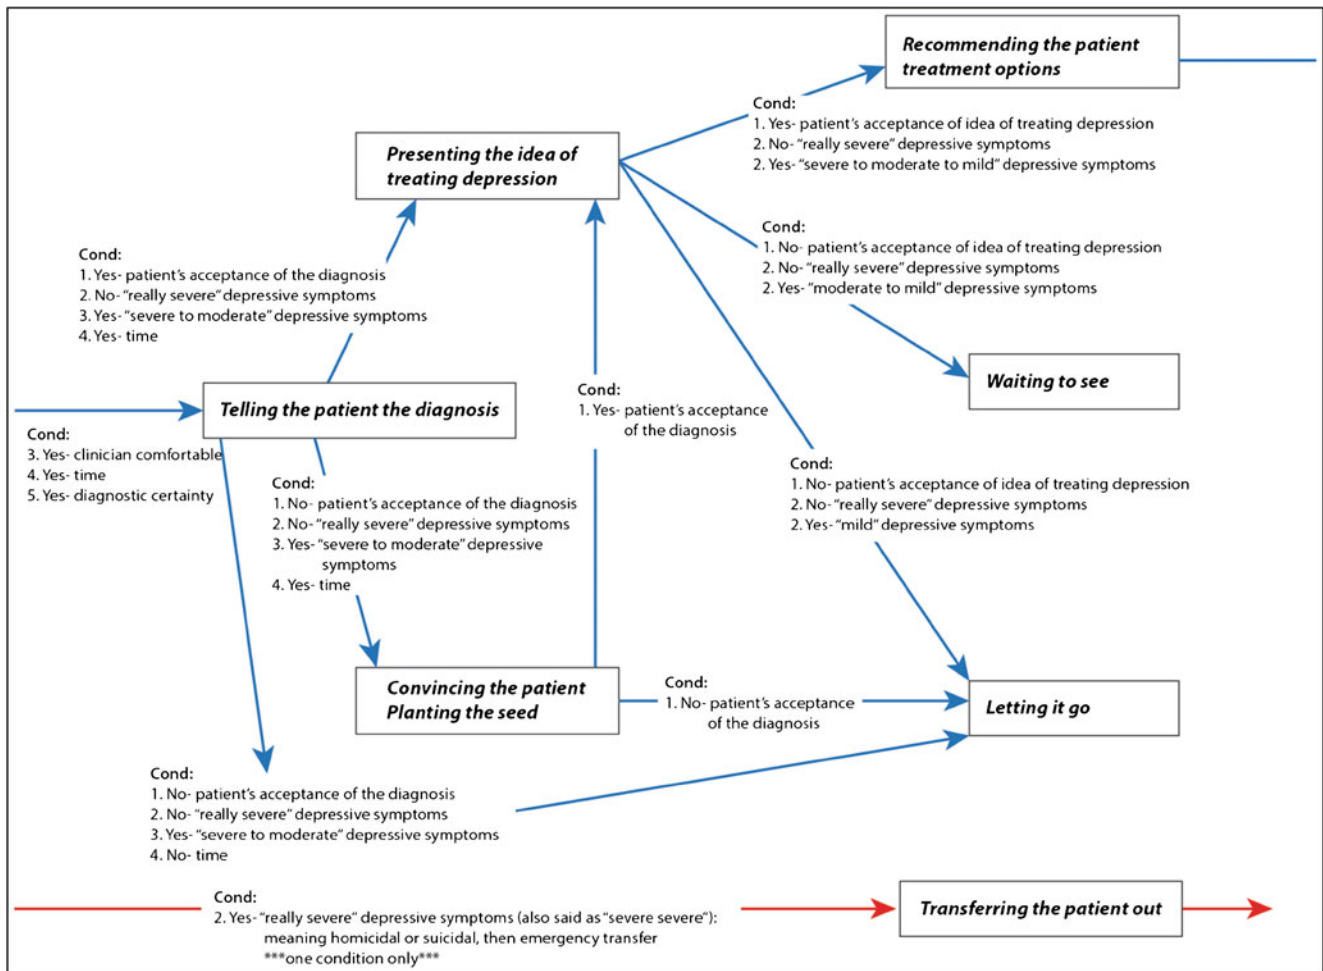 Recommending the patient
treatment options
Cond:
1. Yes- patient's acceptance of idea of treating depression
2. No- "really severe" depressive symptoms
2. Yes- "severe to moderate to mild" depressive symptoms
Presenting the idea of
treating depression
Cond:
1. No- patient's acceptance of idea of treating depression
2. No- "really severe" depressive symptoms
2. Yes- "moderate to mild" depressive symptoms
Cond:
1. Yes- patient's acceptance of the diagnosis
2. No- "really severe" depressive symptoms
3. Yes- "severe to moderate" depressive symptoms
4. Yes- time
Waiting to see
Telling the patient the diagnosis
Cond:
1. Yes- patient's acceptance
of the diagnosis
Cond:
3. Yes- clinician comfortable
4. Yes- time
5. Yes- diagnostic certainty
Cond:
1. No- patient's acceptance of the diagnosis
2. No- "really severe" depressive symptoms
3. Yes- "severe to moderate" depressive
symptoms
4. Yes- time
Cond:
1. No- patient's acceptance of idea of treating depression
2. No- "really severe" depressive symptoms
2. Yes- "mild" depressive symptoms
Convincing the patient
Planting the seed
Cond:
1. No- patient's acceptance
of the diagnosis
Letting it go
Cond:
1. No- patient's acceptance of the diagnosis
2. No- "really severe" depressive symptoms
3. Yes- "severe to moderate" depressive symptoms
4. No- time
Cond:
2. Yes- "really severe" depressive symptoms (also said as "severe severe"):
meaning homicidal or suicidal, then emergency transfer
***one condition only***
Transferring the patient out